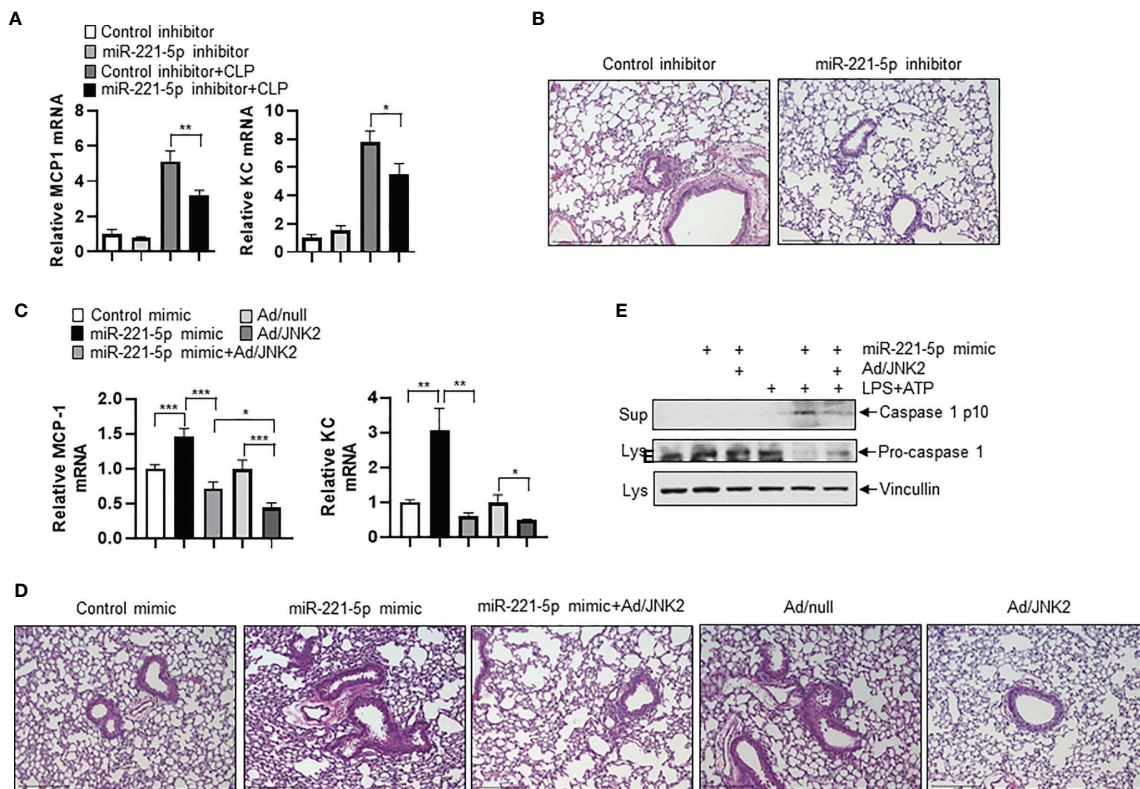 A
Control inhibitor
miR-221-5p inhibitor
Control inhibitor+CLP
miR-221-5p inhibitor+CLP
Relative MCP1 mRNA
8
6
4
2
0
**
Relative KC mRNA
10
8
6
4
2
0
*
B
Control inhibitor
miR-221-5p inhibitor
C
Control mimic
Ad/null
miR-221-5p mimic
Ad/JNK2
miR-221-5p mimic+Ad/JNK2
Relative MCP-1
mRNA
2.0
1.5
1.0
0.5
0.0
***
***
*
***
Relative KC
mRNA
4
3
2
1
0
**
**
*
E
+ + + + miR-221-5p mimic
+ + Ad/JNK2
+ + + LPS+ATP
Sup
Caspase 1 p10
Lys
E
Pro-caspase 1
Lys
Vincullin
D
Control mimic
miR-221-5p mimic
miR-221-5p mimic+Ad/JNK2
Ad/null
Ad/JNK2